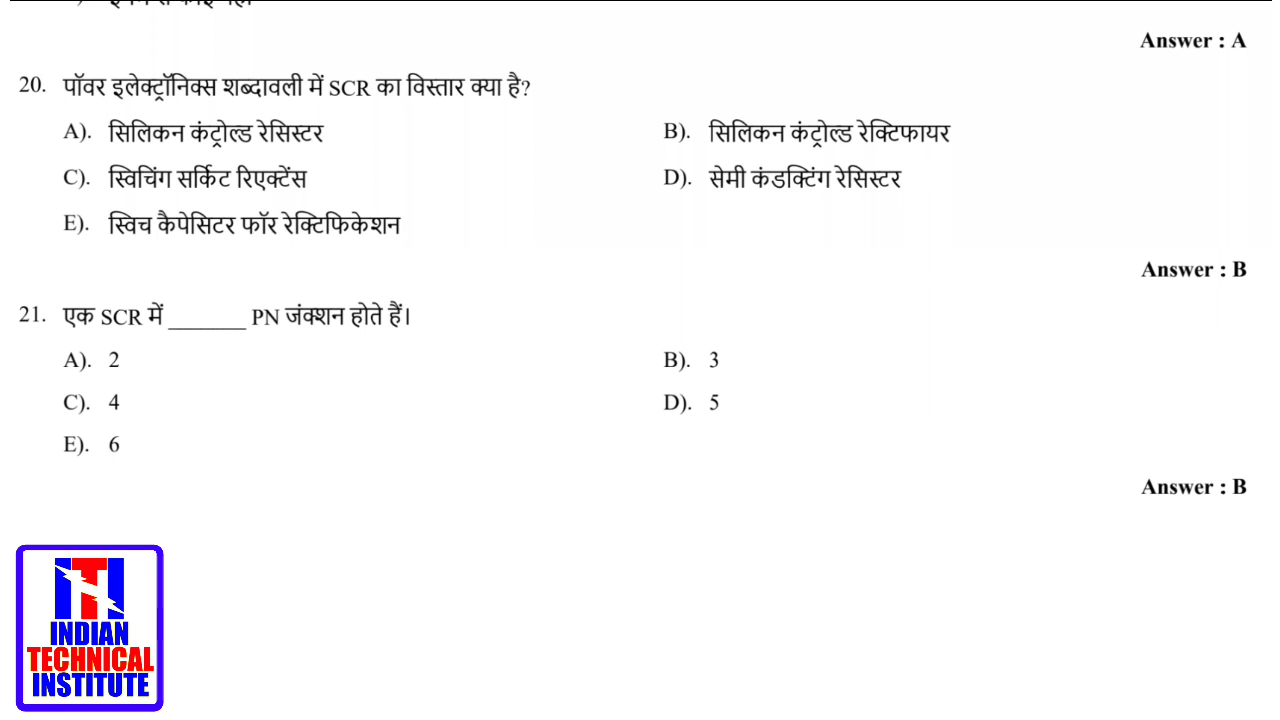 Answer : A
20. पॉवर इलेक्ट्रॉनिक्स शब्दावली में SCR का विस्तार क्या है?
A). सिलिकन कंट्रोल्ड रेसिस्टर B). सिलिकन कंट्रोल्ड रेक्टिफायर
C). स्विचिंग सर्किट रिएक्टेंस D). सेमी कंडक्टिंग रेसिस्टर
E). स्विच कैपेसिटर फॉर रेक्टिफिकेशन
Answer : B
21. एक SCR में _______ PN जंक्शन होते हैं।
A). 2 B). 3
C). 4 D). 5
E). 6
Answer : B
ITI
INDIAN
TECHNICAL
INSTITUTE